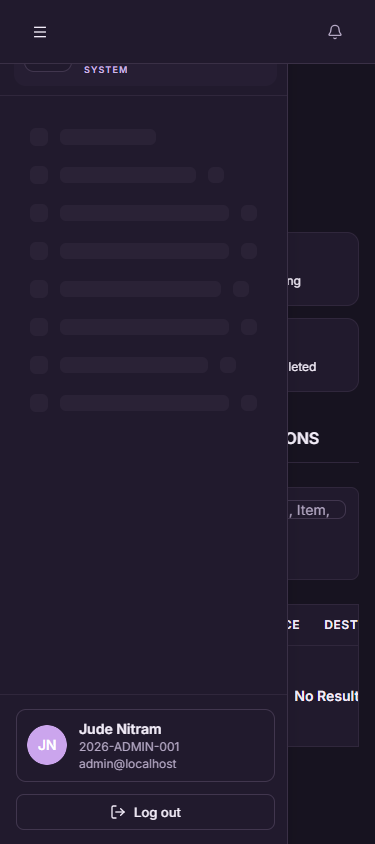 SYSTEM
ng
leted
ONS
, Item,
CE DEST
No Result
JN
Jude Nitram
2026-ADMIN-001
admin@localhost
Log out